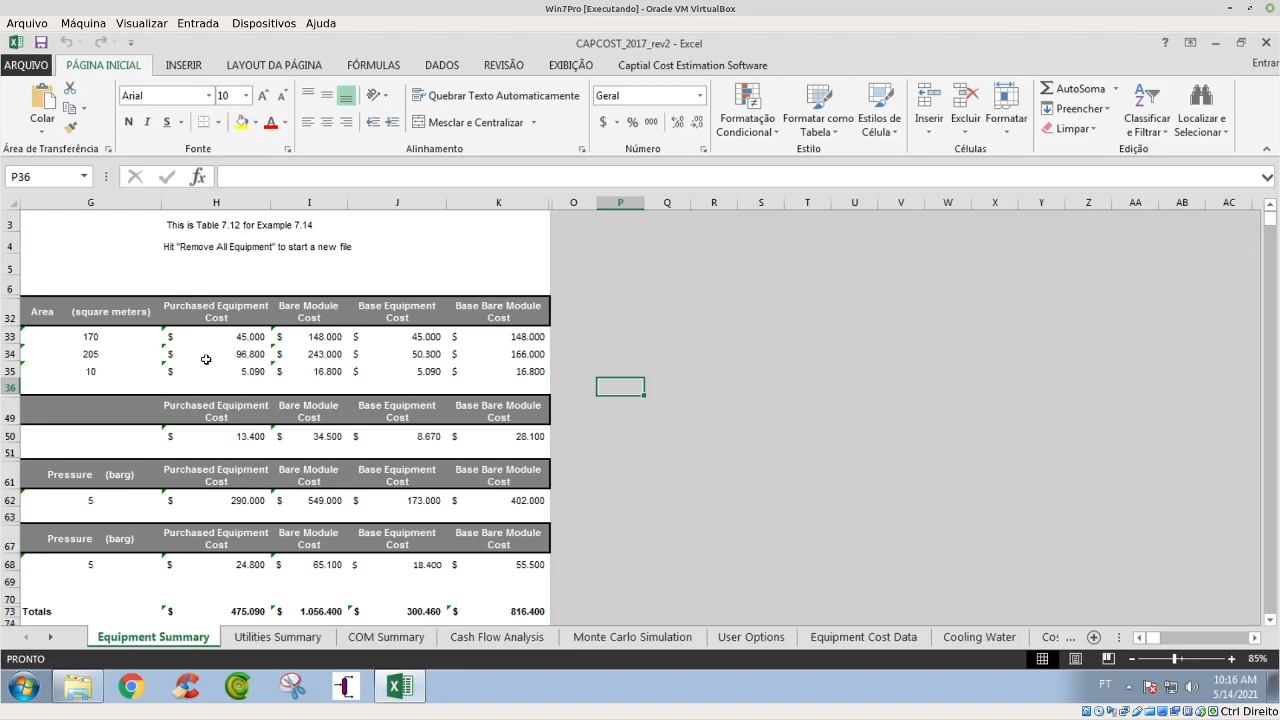 Win7Pro [Executando] - Oracle VM VirtualBox
Arquivo Máquina Visualizar Entrada Dispositivos Ajuda
CAPCOST_2017_rev2 - Excel
ARQUIVO PÁGINA INICIAL INSERIR LAYOUT DA PÁGINA FÓRMULAS DADOS REVISÃO EXIBIÇÃO Captial Cost Estimation Software Entrar
Colar
Área de Transferência
Arial 10
N I S
Fonte
Quebrar Texto Automaticamente
Mesclar e Centralizar
Alinhamento
Geral
$ % 000
Número
Formatação Condicional
Formatar como Tabela
Estilos de Célula
Estilo
Inserir Excluir Formatar
Células
AutoSoma
Preencher
Limpar
Classificar e Filtrar
Localizar e Selecionar
Edição
P36 fx
G H I J K O P Q R S T U V W X Y Z AA AB AC
3 This is Table 7.12 for Example 7.14
4 Hit "Remove All Equipment" to start a new file
5
6
32 Area (square meters) Purchased Equipment Cost Bare Module Cost Base Equipment Cost Base Bare Module Cost
33 170 $ 45.000 $ 148.000 $ 45.000 $ 148.000
34 205 $ 96.800 $ 243.000 $ 50.300 $ 166.000
35 10 $ 5.090 $ 16.800 $ 5.090 $ 16.800
36
49 Purchased Equipment Cost Bare Module Cost Base Equipment Cost Base Bare Module Cost
50 $ 13.400 $ 34.500 $ 8.670 $ 28.100
51
61 Pressure (barg) Purchased Equipment Cost Bare Module Cost Base Equipment Cost Base Bare Module Cost
62 5 $ 290.000 $ 549.000 $ 173.000 $ 402.000
63
67 Pressure (barg) Purchased Equipment Cost Bare Module Cost Base Equipment Cost Base Bare Module Cost
68 5 $ 24.800 $ 65.100 $ 18.400 $ 55.500
69
70
73 Totals $ 475.090 $ 1.056.400 $ 300.460 $ 816.400
74
Equipment Summary Utilities Summary COM Summary Cash Flow Analysis Monte Carlo Simulation User Options Equipment Cost Data Cooling Water Co: ...
PRONTO 85%
PT 10:16 AM
5/14/2021
Ctrl Direito